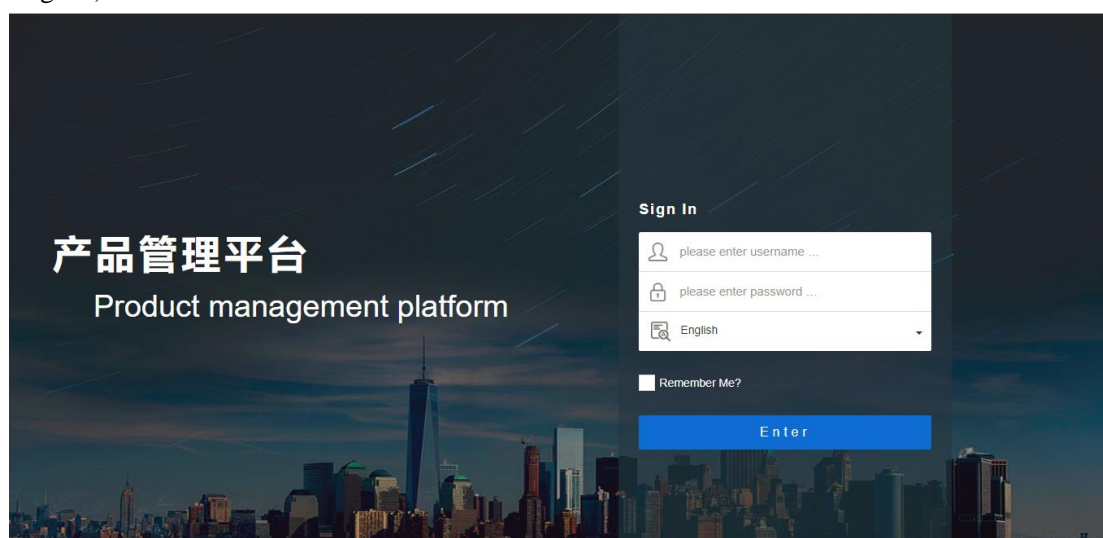 产品管理平台
Product management platform
Sign In
please enter username ...
please enter password ...
English
Remember Me?
Enter